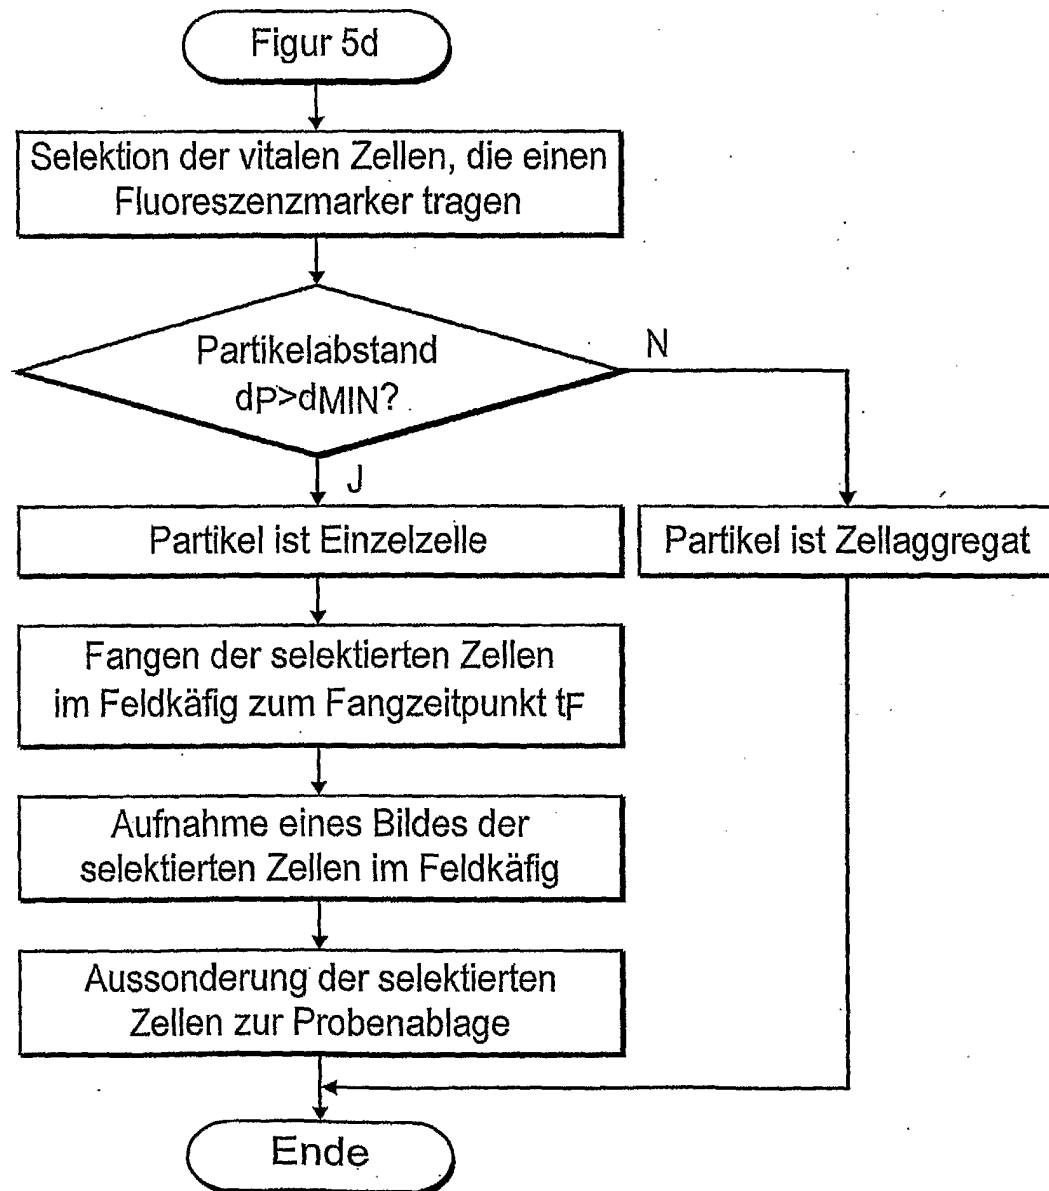 Figur 5d
Selektion der vitalen Zellen, die einen
Fluoreszenzmarker tragen
Partikelabstand
dP>dMIN?
N
J
Partikel ist Einzelzelle
Partikel ist Zellaggregat
Fangen der selektierten Zellen
im Feldkäfig zum Fangzeitpunkt tF
Aufnahme eines Bildes der
selektierten Zellen im Feldkäfig
Aussonderung der selektierten
Zellen zur Probenablage
Ende